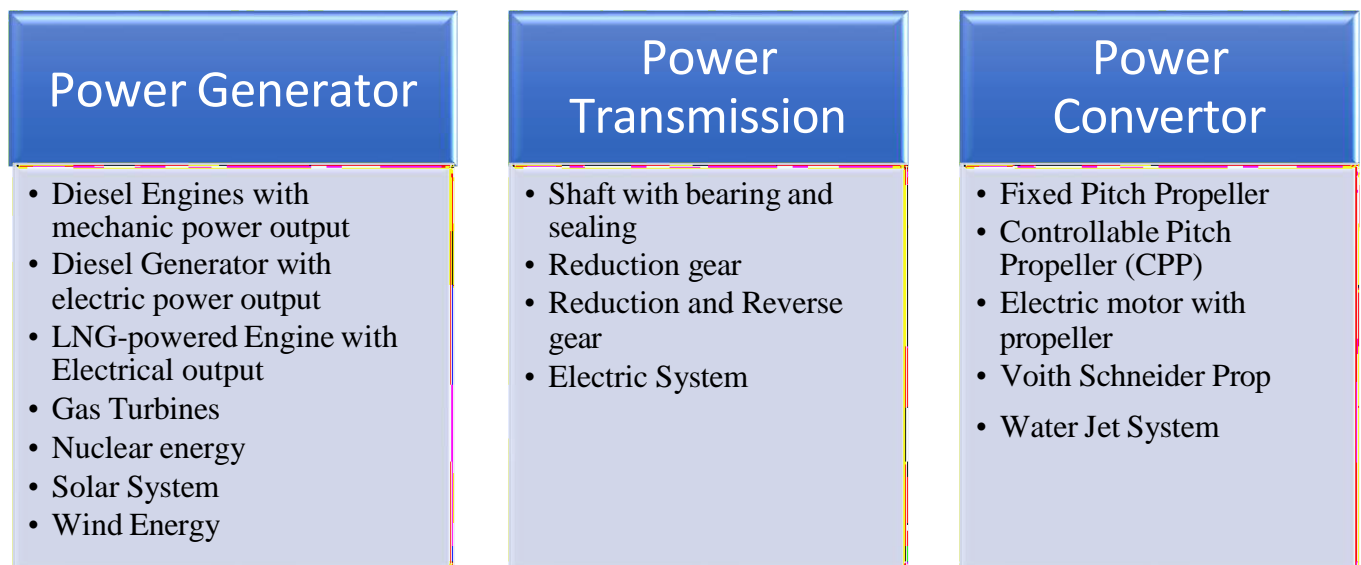 Power Generator
• Diesel Engines with
mechanic power output
• Diesel Generator with
electric power output
• LNG-powered Engine with
Electrical output
• Gas Turbines
• Nuclear energy
• Solar System
• Wind Energy
Power
Transmission
• Shaft with bearing and
sealing
• Reduction gear
• Reduction and Reverse
gear
• Electric System
Power
Convertor
• Fixed Pitch Propeller
• Controllable Pitch
Propeller (CPP)
• Electric motor with
propeller
• Voith Schneider Prop
• Water Jet System